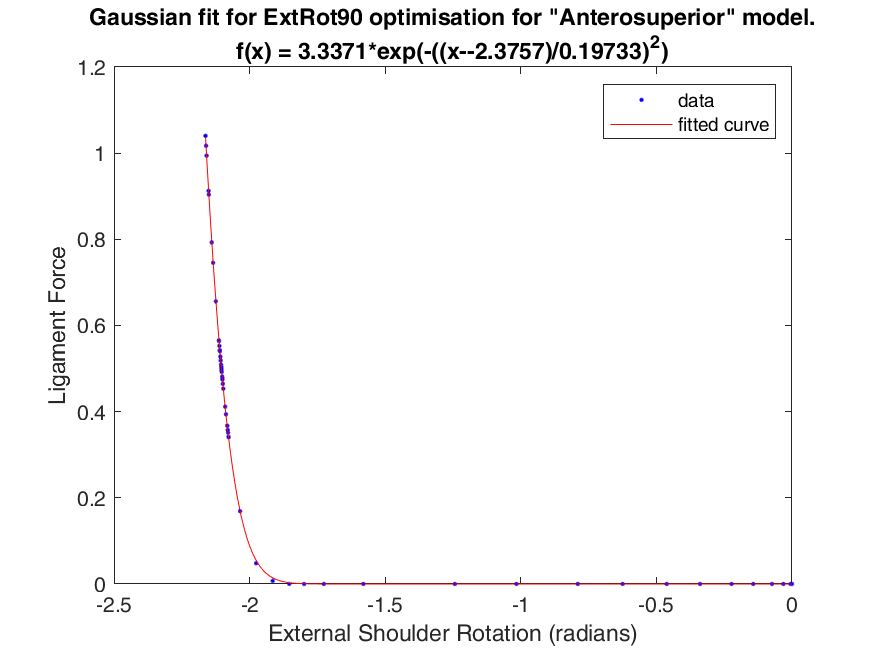 Gaussian fit for ExtRot90 optimisation for "Anterosuperior" model.
f(x) = 3.3371*exp(-((x--2.3757)/0.19733)²)
1.2
data
fitted curve
1
0.8
0.6
0.4
0.2
0
Ligament Force
-2.5 -2 -1.5 -1 -0.5 0
External Shoulder Rotation (radians)